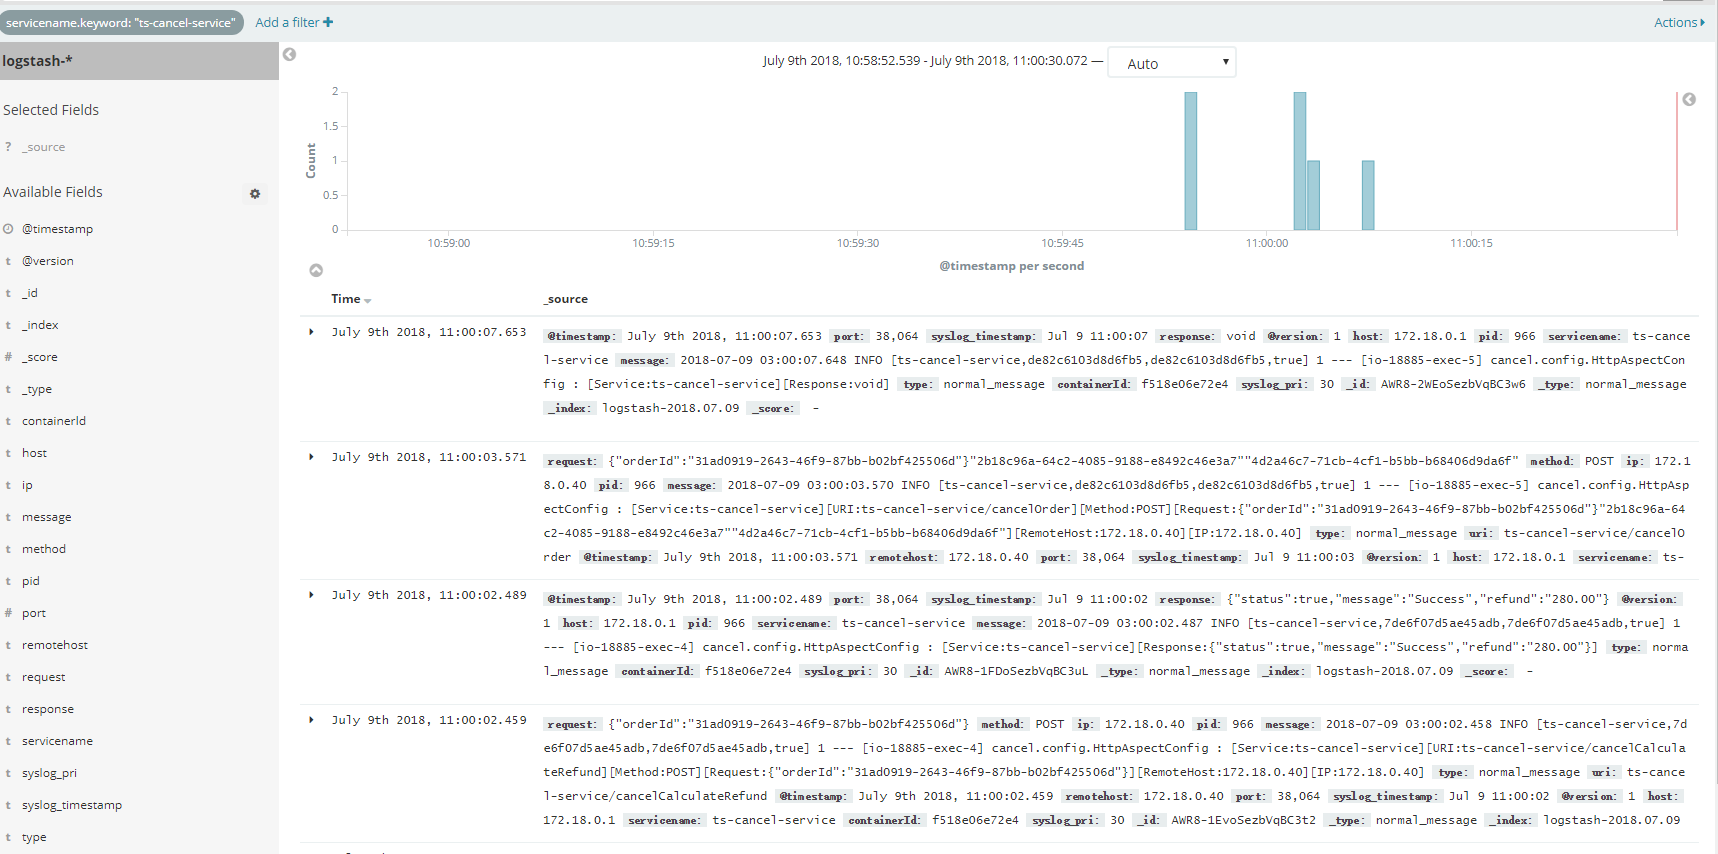 servicename.keyword: "ts-cancel-service"
Add a filter +
Actions
logstash-*
Selected Fields
? _source
Available Fields
@timestamp
t @version
t _id
t _index
# _score
t _type
t containerId
t host
t ip
t message
t method
t pid
# port
t remotehost
t request
t response
t servicename
t syslog_pri
t syslog_timestamp
t type
July 9th 2018, 10:58:52.539 - July 9th 2018, 11:00:30.072 — Auto
Count
2
1.5
1
0.5
0
10:59:00 10:59:15 10:59:30 10:59:45 11:00:00 11:00:15
@timestamp per second
Time _source
July 9th 2018, 11:00:07.653
@timestamp: July 9th 2018, 11:00:07.653 port: 38,064 syslog_timestamp: Jul 9 11:00:07 response: void @version: 1 host: 172.18.0.1 pid: 966 servicename: ts-cance
l-service message: 2018-07-09 03:00:07.648 INFO [ts-cancel-service,de82c6103d8d6fb5,de82c6103d8d6fb5,true] 1 --- [io-18885-exec-5] cancel.config.HttpAspectCon
fig : [Service:ts-cancel-service][Response:void] type: normal_message containerId: f518e06e72e4 syslog_pri: 30 _id: AWR8-2WEoSezbVqBC3w6 _type: normal_message
_index: logstash-2018.07.09 _score: -
July 9th 2018, 11:00:03.571
request: {"orderId":"31ad0919-2643-46f9-87bb-b02bf425506d"}"2b18c96a-64c2-4085-9188-e8492c46e3a7""4d2a46c7-71cb-4cf1-b5bb-b68406d9da6f" method: POST ip: 172.1
8.0.40 pid: 966 message: 2018-07-09 03:00:03.570 INFO [ts-cancel-service,de82c6103d8d6fb5,de82c6103d8d6fb5,true] 1 --- [io-18885-exec-5] cancel.config.HttpAsp
ectConfig : [Service:ts-cancel-service][URI:ts-cancel-service/cancelOrder][Method:POST][Request:{"orderId":"31ad0919-2643-46f9-87bb-b02bf425506d"}"2b18c96a-64
c2-4085-9188-e8492c46e3a7""4d2a46c7-71cb-4cf1-b5bb-b68406d9da6f"][RemoteHost:172.18.0.40][IP:172.18.0.40] type: normal_message uri: ts-cancel-service/cancelO
rder @timestamp: July 9th 2018, 11:00:03.571 remotehost: 172.18.0.40 port: 38,064 syslog_timestamp: Jul 9 11:00:03 @version: 1 host: 172.18.0.1 servicename: ts-
July 9th 2018, 11:00:02.489
@timestamp: July 9th 2018, 11:00:02.489 port: 38,064 syslog_timestamp: Jul 9 11:00:02 response: {"status":true,"message":"Success","refund":"280.00"} @version:
1 host: 172.18.0.1 pid: 966 servicename: ts-cancel-service message: 2018-07-09 03:00:02.487 INFO [ts-cancel-service,7de6f07d5ae45adb,7de6f07d5ae45adb,true] 1
--- [io-18885-exec-4] cancel.config.HttpAspectConfig : [Service:ts-cancel-service][Response:{"status":true,"message":"Success","refund":"280.00"}] type: norma
l_message containerId: f518e06e72e4 syslog_pri: 30 _id: AWR8-1FDoSezbVqBC3uL _type: normal_message _index: logstash-2018.07.09 _score: -
July 9th 2018, 11:00:02.459
request: {"orderId":"31ad0919-2643-46f9-87bb-b02bf425506d"} method: POST ip: 172.18.0.40 pid: 966 message: 2018-07-09 03:00:02.458 INFO [ts-cancel-service,7d
e6f07d5ae45adb,7de6f07d5ae45adb,true] 1 --- [io-18885-exec-4] cancel.config.HttpAspectConfig : [Service:ts-cancel-service][URI:ts-cancel-service/cancelCalcula
teRefund][Method:POST][Request:{"orderId":"31ad0919-2643-46f9-87bb-b02bf425506d"}][RemoteHost:172.18.0.40][IP:172.18.0.40] type: normal_message uri: ts-cance
l-service/cancelCalculateRefund @timestamp: July 9th 2018, 11:00:02.459 remotehost: 172.18.0.40 port: 38,064 syslog_timestamp: Jul 9 11:00:02 @version: 1 host:
172.18.0.1 servicename: ts-cancel-service containerId: f518e06e72e4 syslog_pri: 30 _id: AWR8-1EvoSezbVqBC3t2 _type: normal_message _index: logstash-2018.07.09